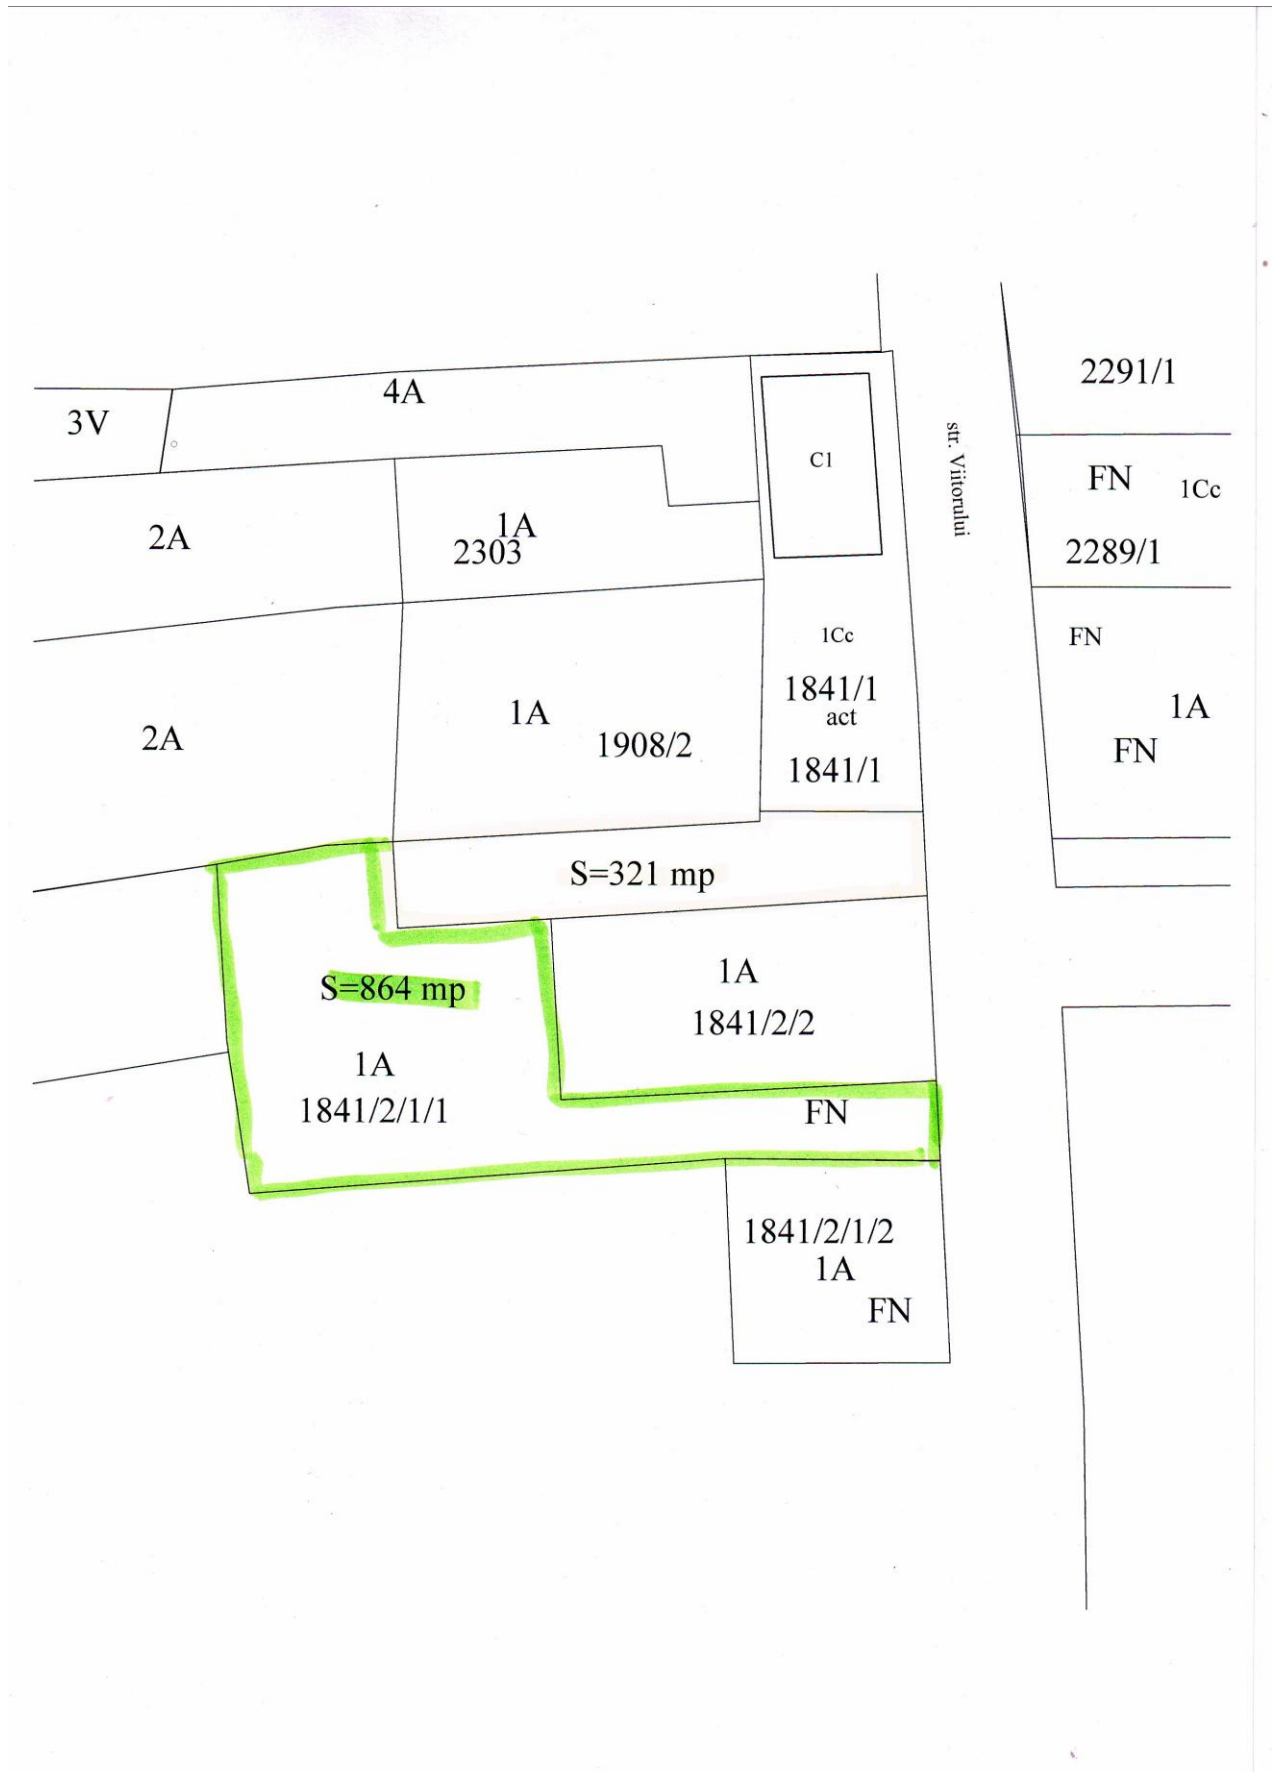 2291/1
4A
3V
str. Viitorului
C1
FN
1Cc
1A
2303
2A
2289/1
1Cc
FN
1841/1
act
1A
1908/2
2A
1A
FN
1841/1
S=321 mp
S=864 mp
1A
1841/2/2
1A
1841/2/1/1
FN
1841/2/1/2
1A
FN